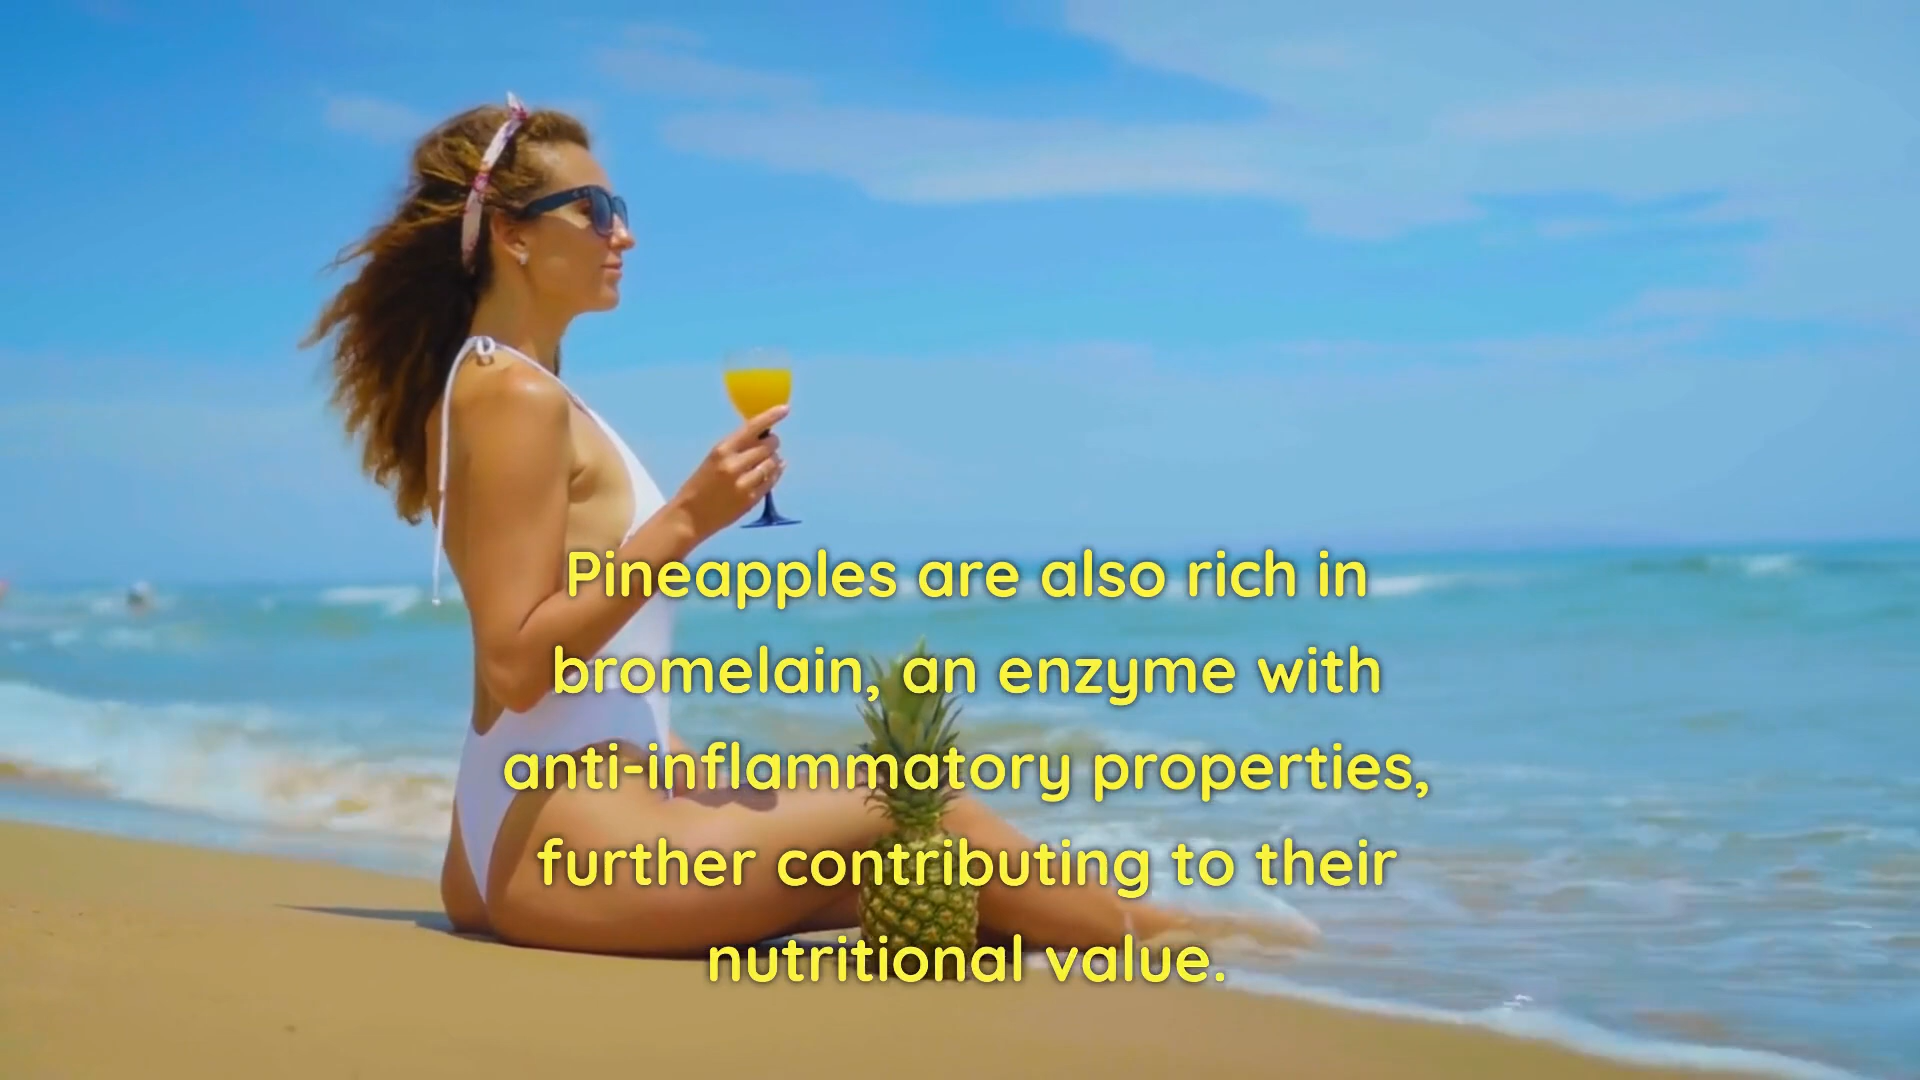 Pineapples are also rich in
bromelain, an enzyme with
anti-inflammatory properties,
further contributing to their
nutritional value.